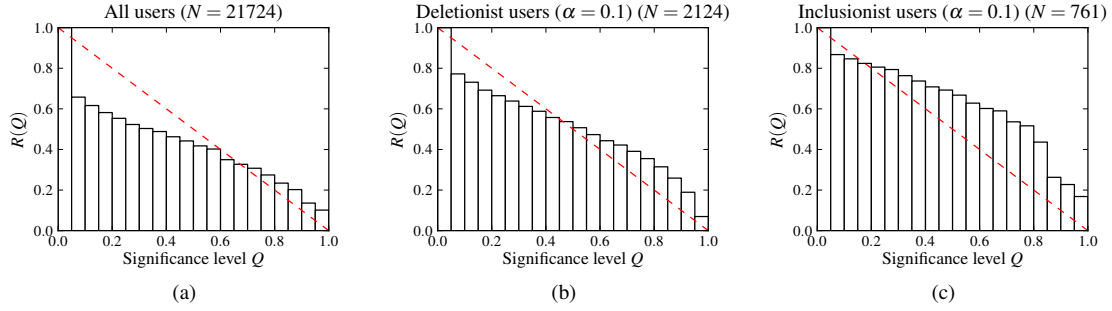 All users (N = 21724)
R(Q)
1.0
0.8
0.6
0.4
0.2
0.0
0.0 0.2 0.4 0.6 0.8 1.0
Significance level Q
(a)
Deletionist users (α = 0.1) (N = 2124)
R(Q)
1.0
0.8
0.6
0.4
0.2
0.0
0.0 0.2 0.4 0.6 0.8 1.0
Significance level Q
(b)
Inclusionist users (α = 0.1) (N = 761)
R(Q)
1.0
0.8
0.6
0.4
0.2
0.0
0.0 0.2 0.4 0.6 0.8 1.0
Significance level Q
(c)